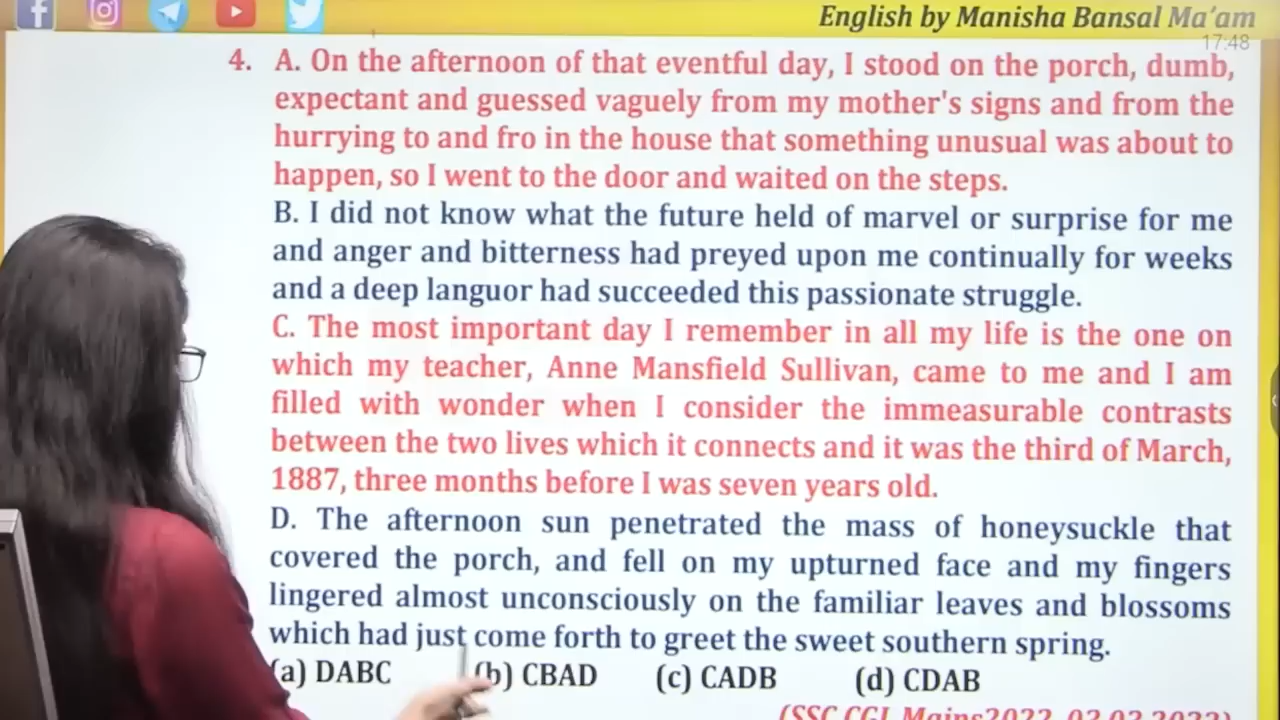 English by Manisha Bansal Ma'am
17:48
4. A. On the afternoon of that eventful day, I stood on the porch, dumb,
expectant and guessed vaguely from my mother's signs and from the
hurrying to and fro in the house that something unusual was about to
happen, so I went to the door and waited on the steps.
B. I did not know what the future held of marvel or surprise for me
and anger and bitterness had preyed upon me continually for weeks
and a deep languor had succeeded this passionate struggle.
C. The most important day I remember in all my life is the one on
which my teacher, Anne Mansfield Sullivan, came to me and I am
filled with wonder when I consider the immeasurable contrasts
between the two lives which it connects and it was the third of March,
1887, three months before I was seven years old.
D. The afternoon sun penetrated the mass of honeysuckle that
covered the porch, and fell on my upturned face and my fingers
lingered almost unconsciously on the familiar leaves and blossoms
which had just come forth to greet the sweet southern spring.
(a) DABC (b) CBAD (c) CADB (d) CDAB
(SSC CGL Mains2022, 02.02.2022)